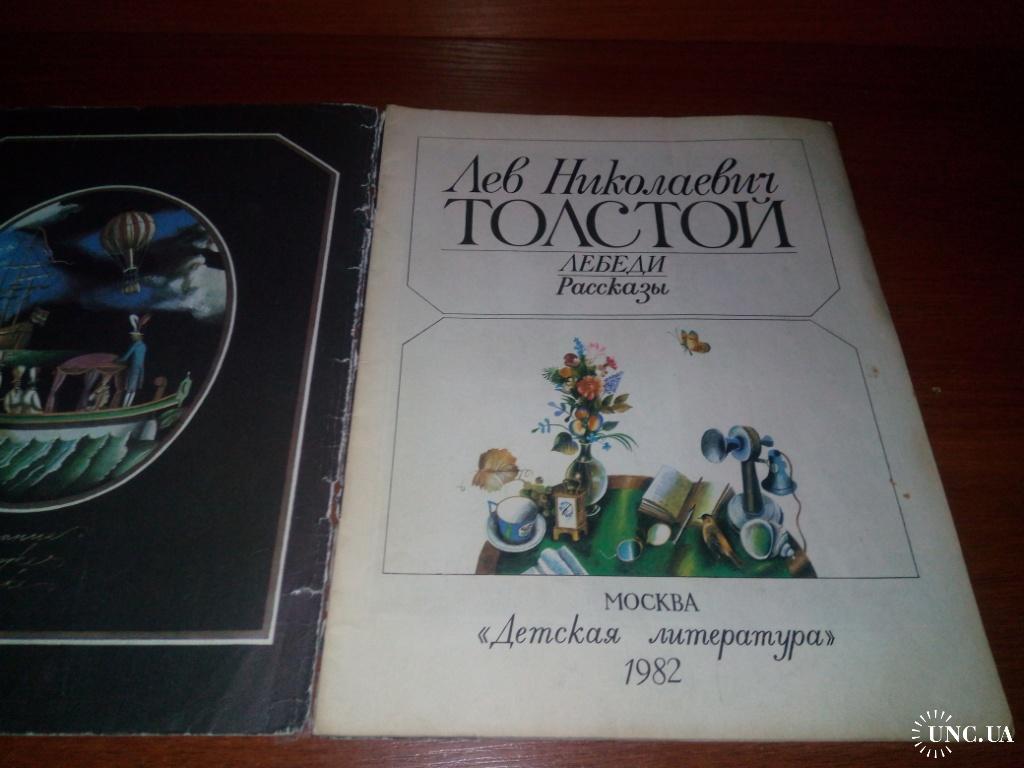 Лев Николаевич
ТОЛСТОЙ
ЛЕБЕДИ
Рассказы
МОСКВА
«Детская литература»
1982
UNC.UA